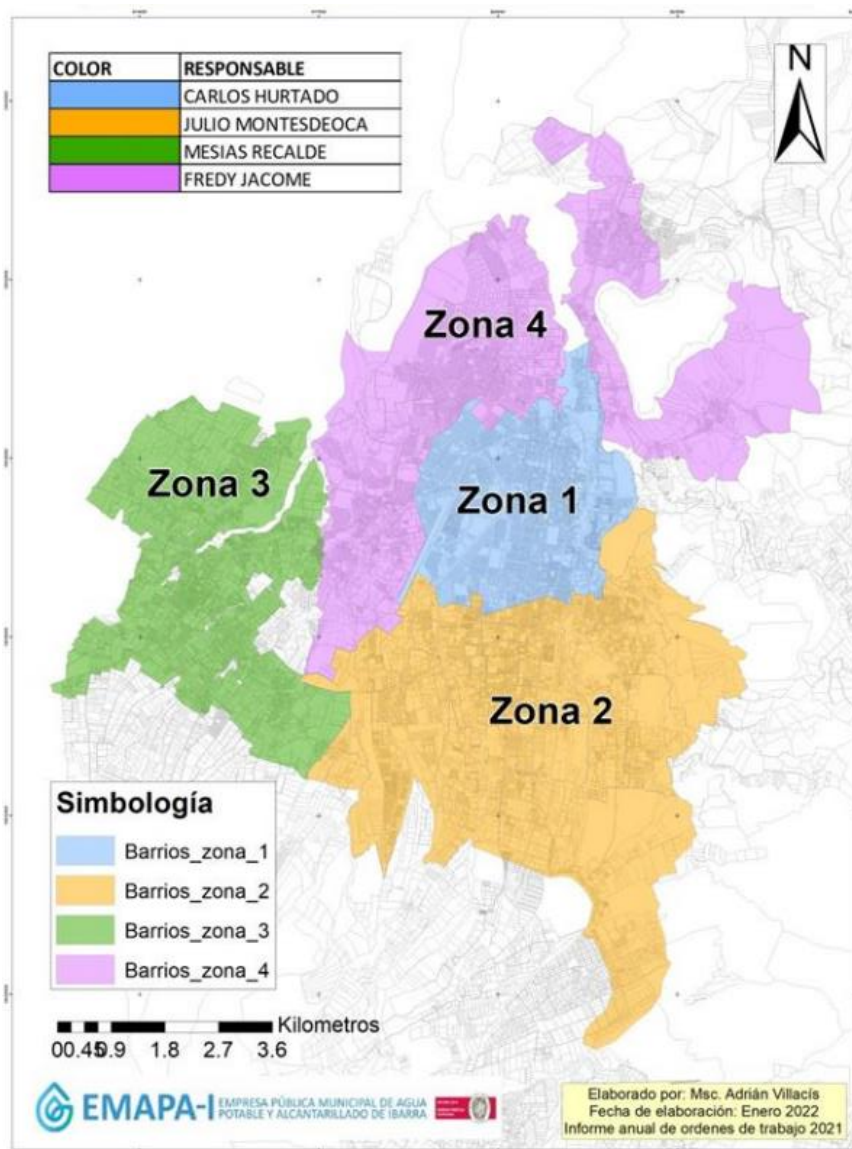 COLOR RESPONSABLE
CARLOS HURTADO
JULIO MONTESDEOCA
MESIAS RECALDE
FREDY JACOME
N
Zona 4
Zona 3
Zona 1
Zona 2
Simbología
Barrios_zona_1
Barrios_zona_2
Barrios_zona_3
Barrios_zona_4
Kilometros
00.450.9 1.8 2.7 3.6
EMAPA-I
EMPRESA PÚBLICA MUNICIPAL DE AGUA
POTABLE Y ALCANTARILLADO DE IBARRA
Elaborado por: Msc. Adrián Villacís
Fecha de elaboración: Enero 2022
Informe anual de ordenes de trabajo 2021